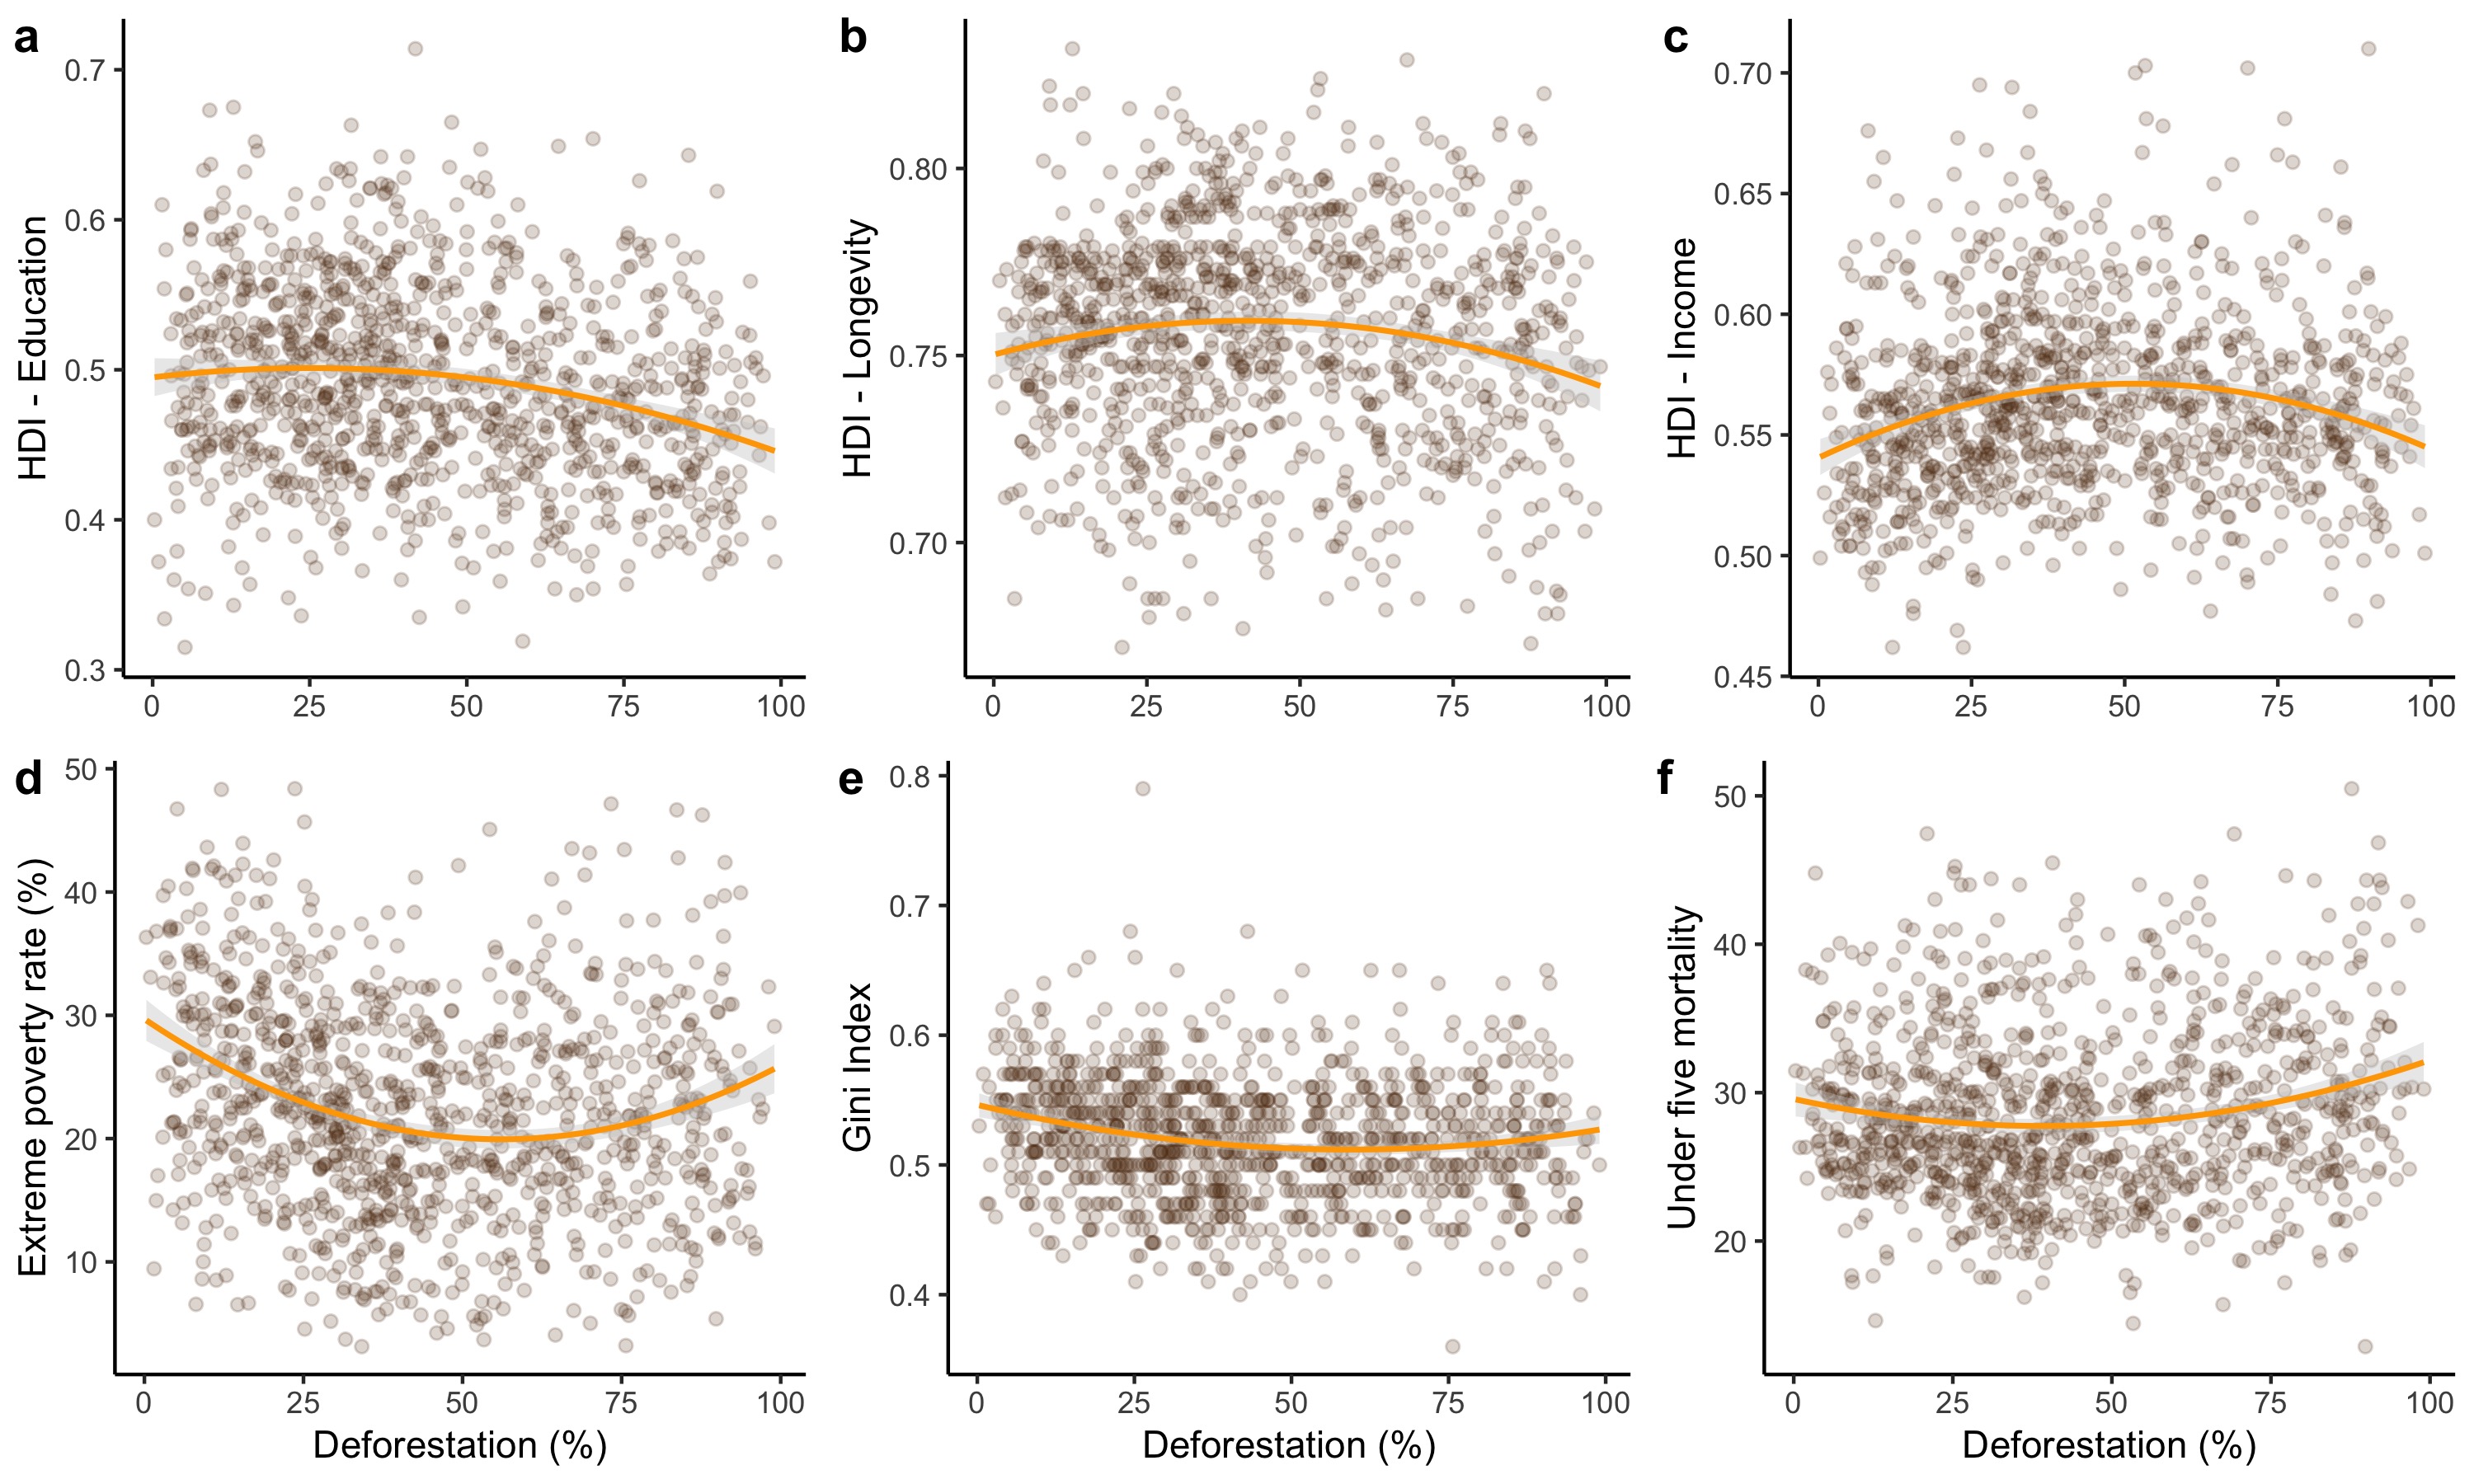 a
HDI - Education
0.7
0.6
0.5
0.4
0.3
0 25 50 75 100
b
HDI - Longevity
0.80
0.75
0.70
0 25 50 75 100
c
HDI - Income
0.70
0.65
0.60
0.55
0.50
0.45
0 25 50 75 100
d
Extreme poverty rate (%)
50
40
30
20
10
0 25 50 75 100
Deforestation (%)
e
Gini Index
0.8
0.7
0.6
0.5
0.4
0 25 50 75 100
Deforestation (%)
f
Under five mortality
50
40
30
20
0 25 50 75 100
Deforestation (%)